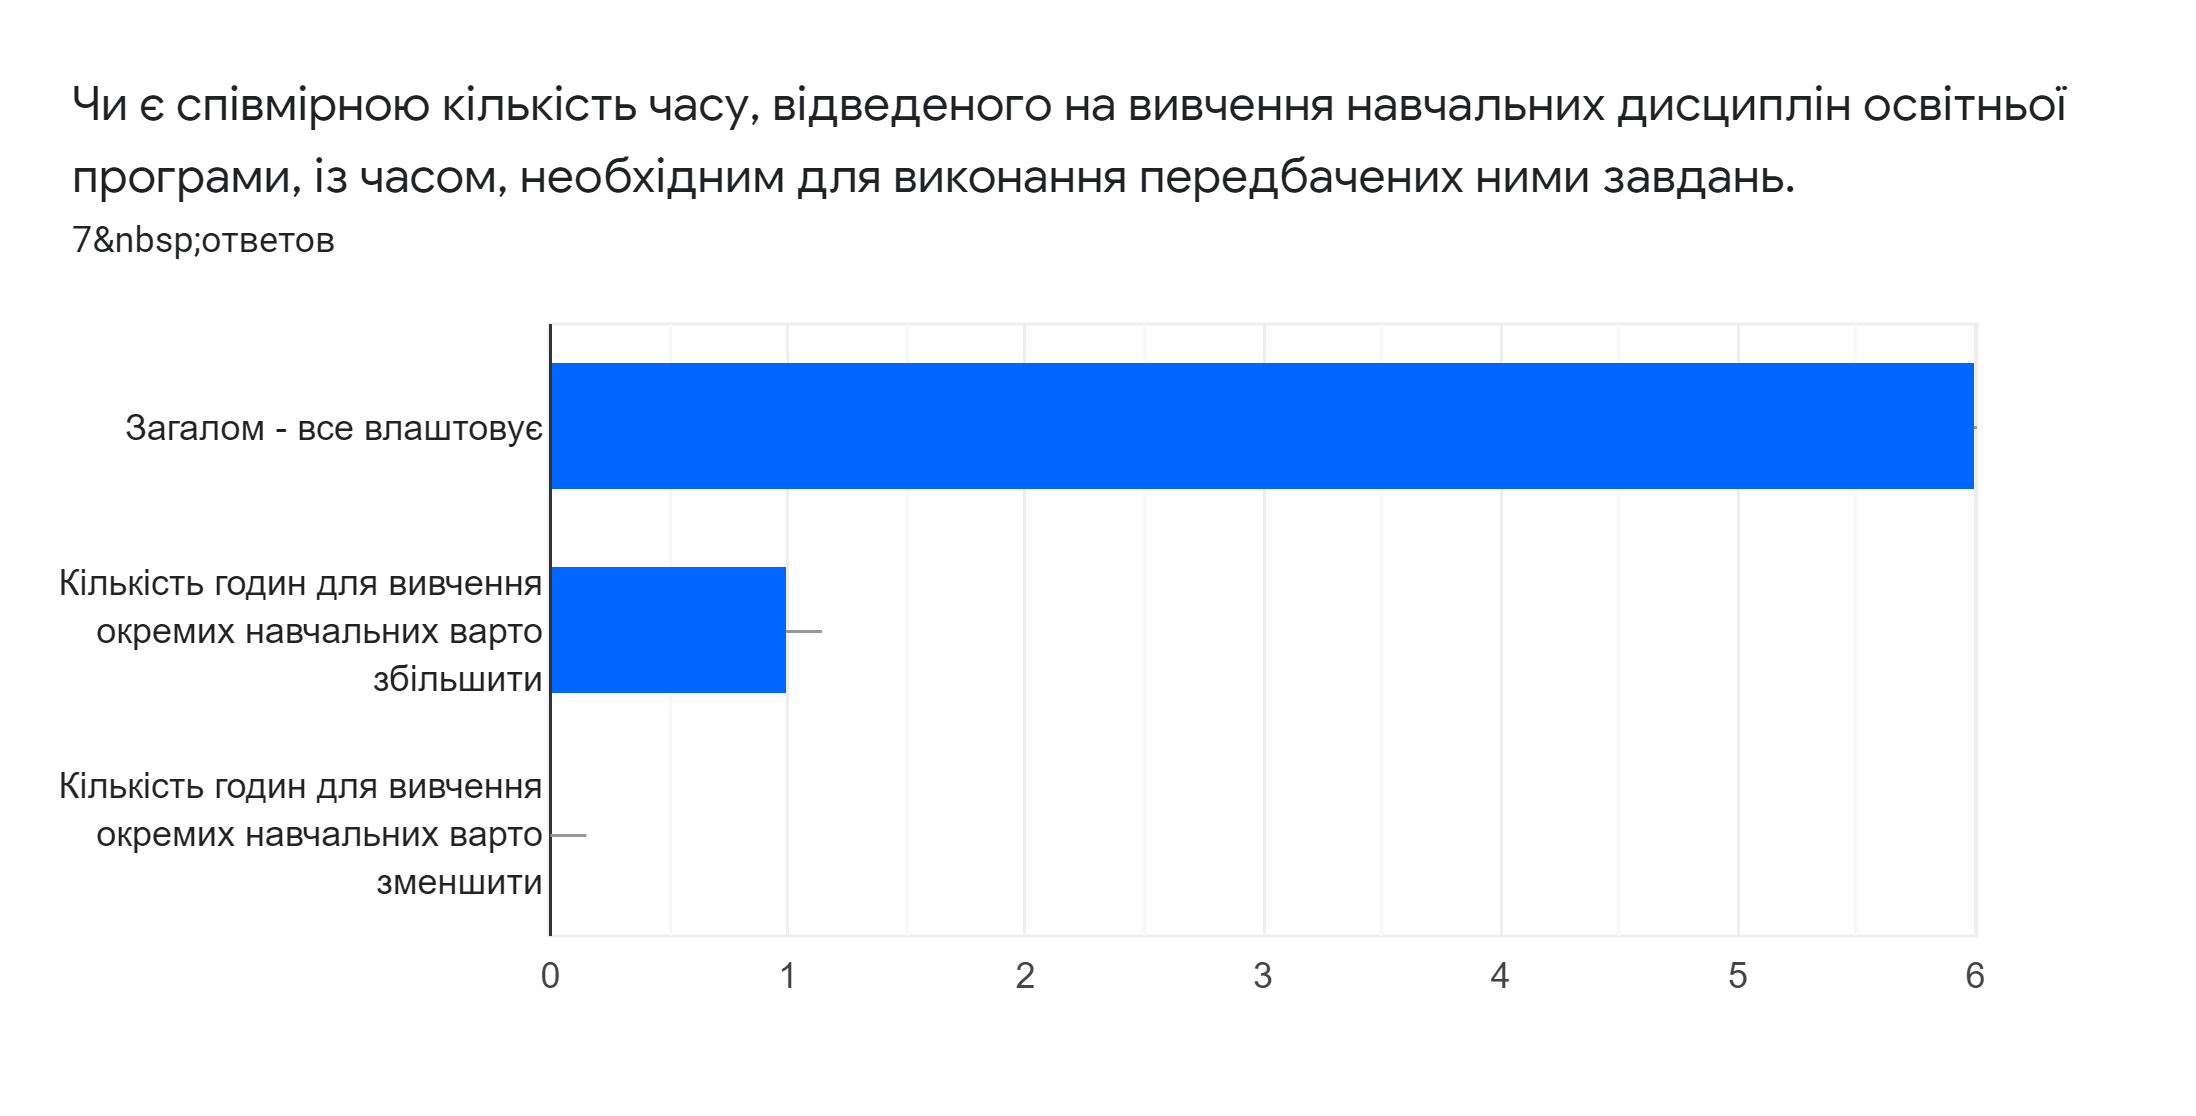 Чи є співмірною кількість часу, відведеного на вивчення навчальних дисциплін освітньої
програми, із часом, необхідним для виконання передбачених ними завдань.
7&nbsp;ответов
Загалом - все влаштовує
Кількість годин для вивчення
окремих навчальних варто
збільшити
Кількість годин для вивчення
окремих навчальних варто
зменшити
0 1 2 3 4 5 6